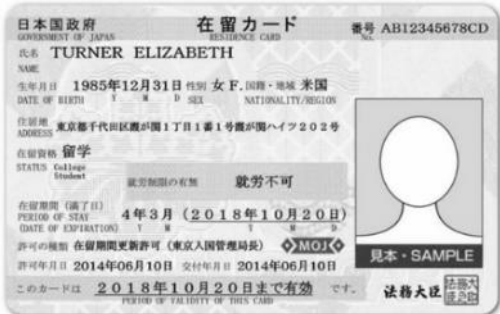 日本国政府 在留カード 番号 AB12345678CD
GOVERNMENT OF JAPAN RESIDENCE CARD No.
氏名 TURNER ELIZABETH
NAME
生年月日 1985年12月31日 性別 女 F. 国籍・地域 米国
DATE OF BIRTH Y M D SEX NATIONALITY/REGION
住居地
ADDRESS 東京都千代田区霞が関1丁目1番1号霞が関ハイツ202号
在留資格 留学
STATUS College
Student
就労制限の有無 就労不可
在留期間(満了日)
PERIOD OF STAY 4年3月(2018年10月20日)
(DATE OF EXPIRATION) Y M Y M D
許可の種類 在留期間更新許可(東京入国管理局長) MOJ
見本・SAMPLE
許可年月日 2014年06月10日 交付年月日 2014年06月10日
このカードは 2018年10月20日まで有効 です。 法務大臣
PERIOD OF VALIDITY OF THIS CARD